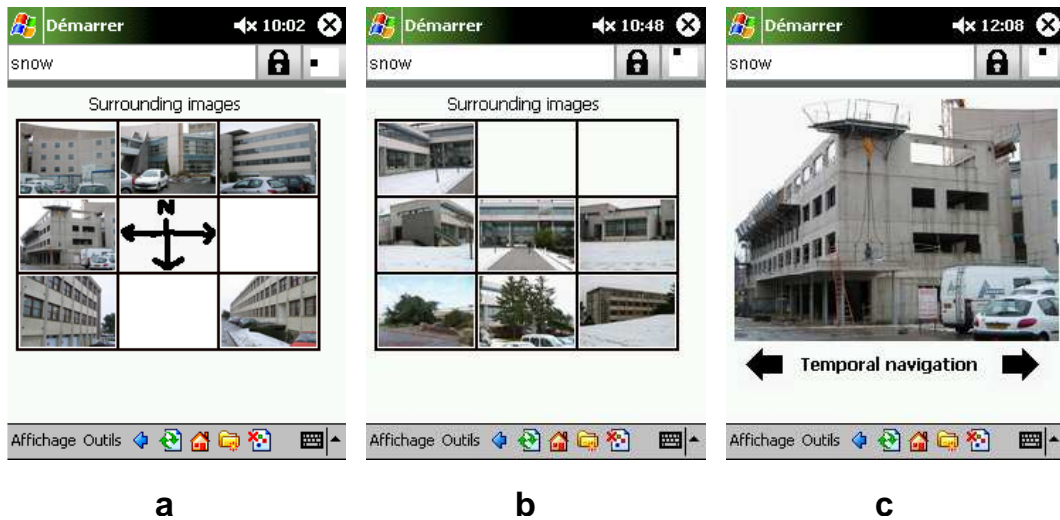 Démarrer 10:02
snow
Surrounding images
N
Affichage Outils
a
Démarrer 10:48
snow
Surrounding images
Affichage Outils
b
Démarrer 12:08
snow
Temporal navigation
Affichage Outils
c